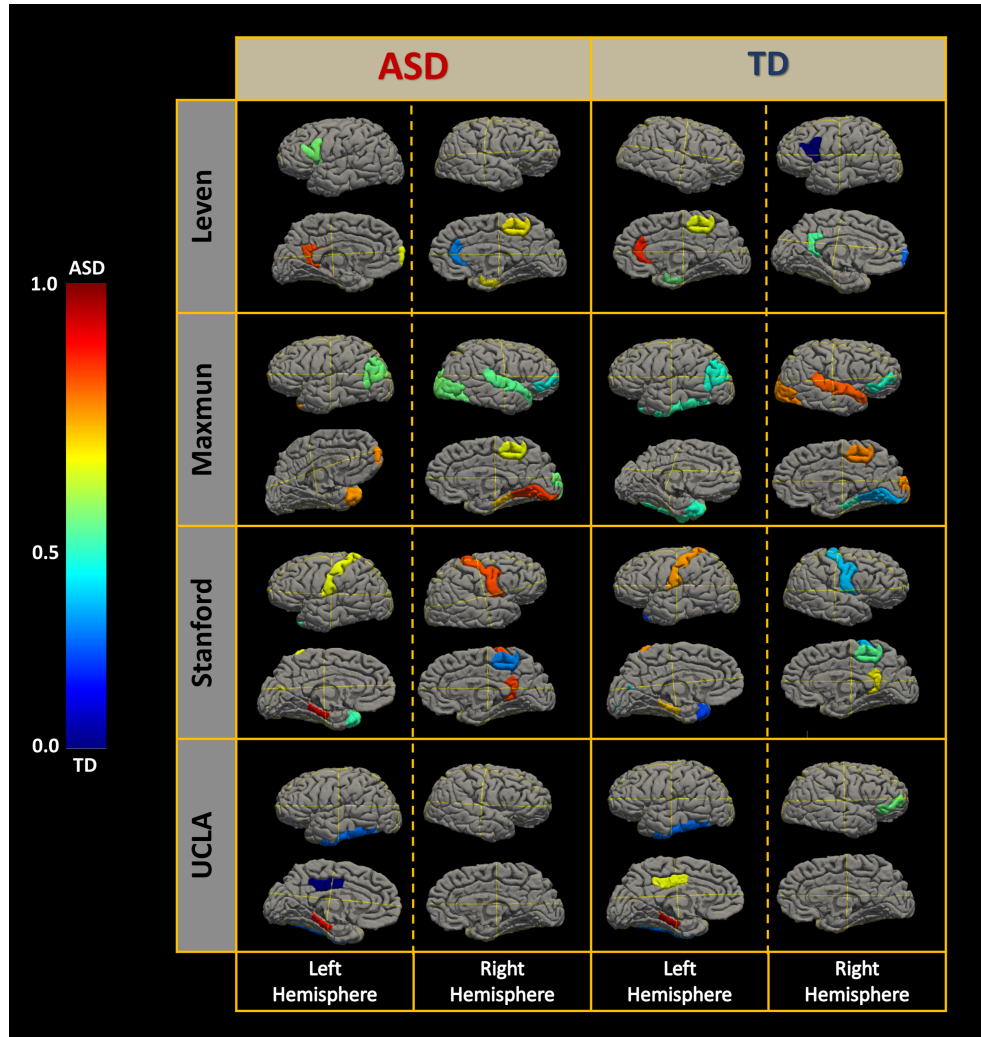 ASD TD
Leven
ASD
1.0
Maxmun
0.5
Stanford
0.0
TD
UCLA
Left Hemisphere
Right Hemisphere
Left Hemisphere
Right Hemisphere